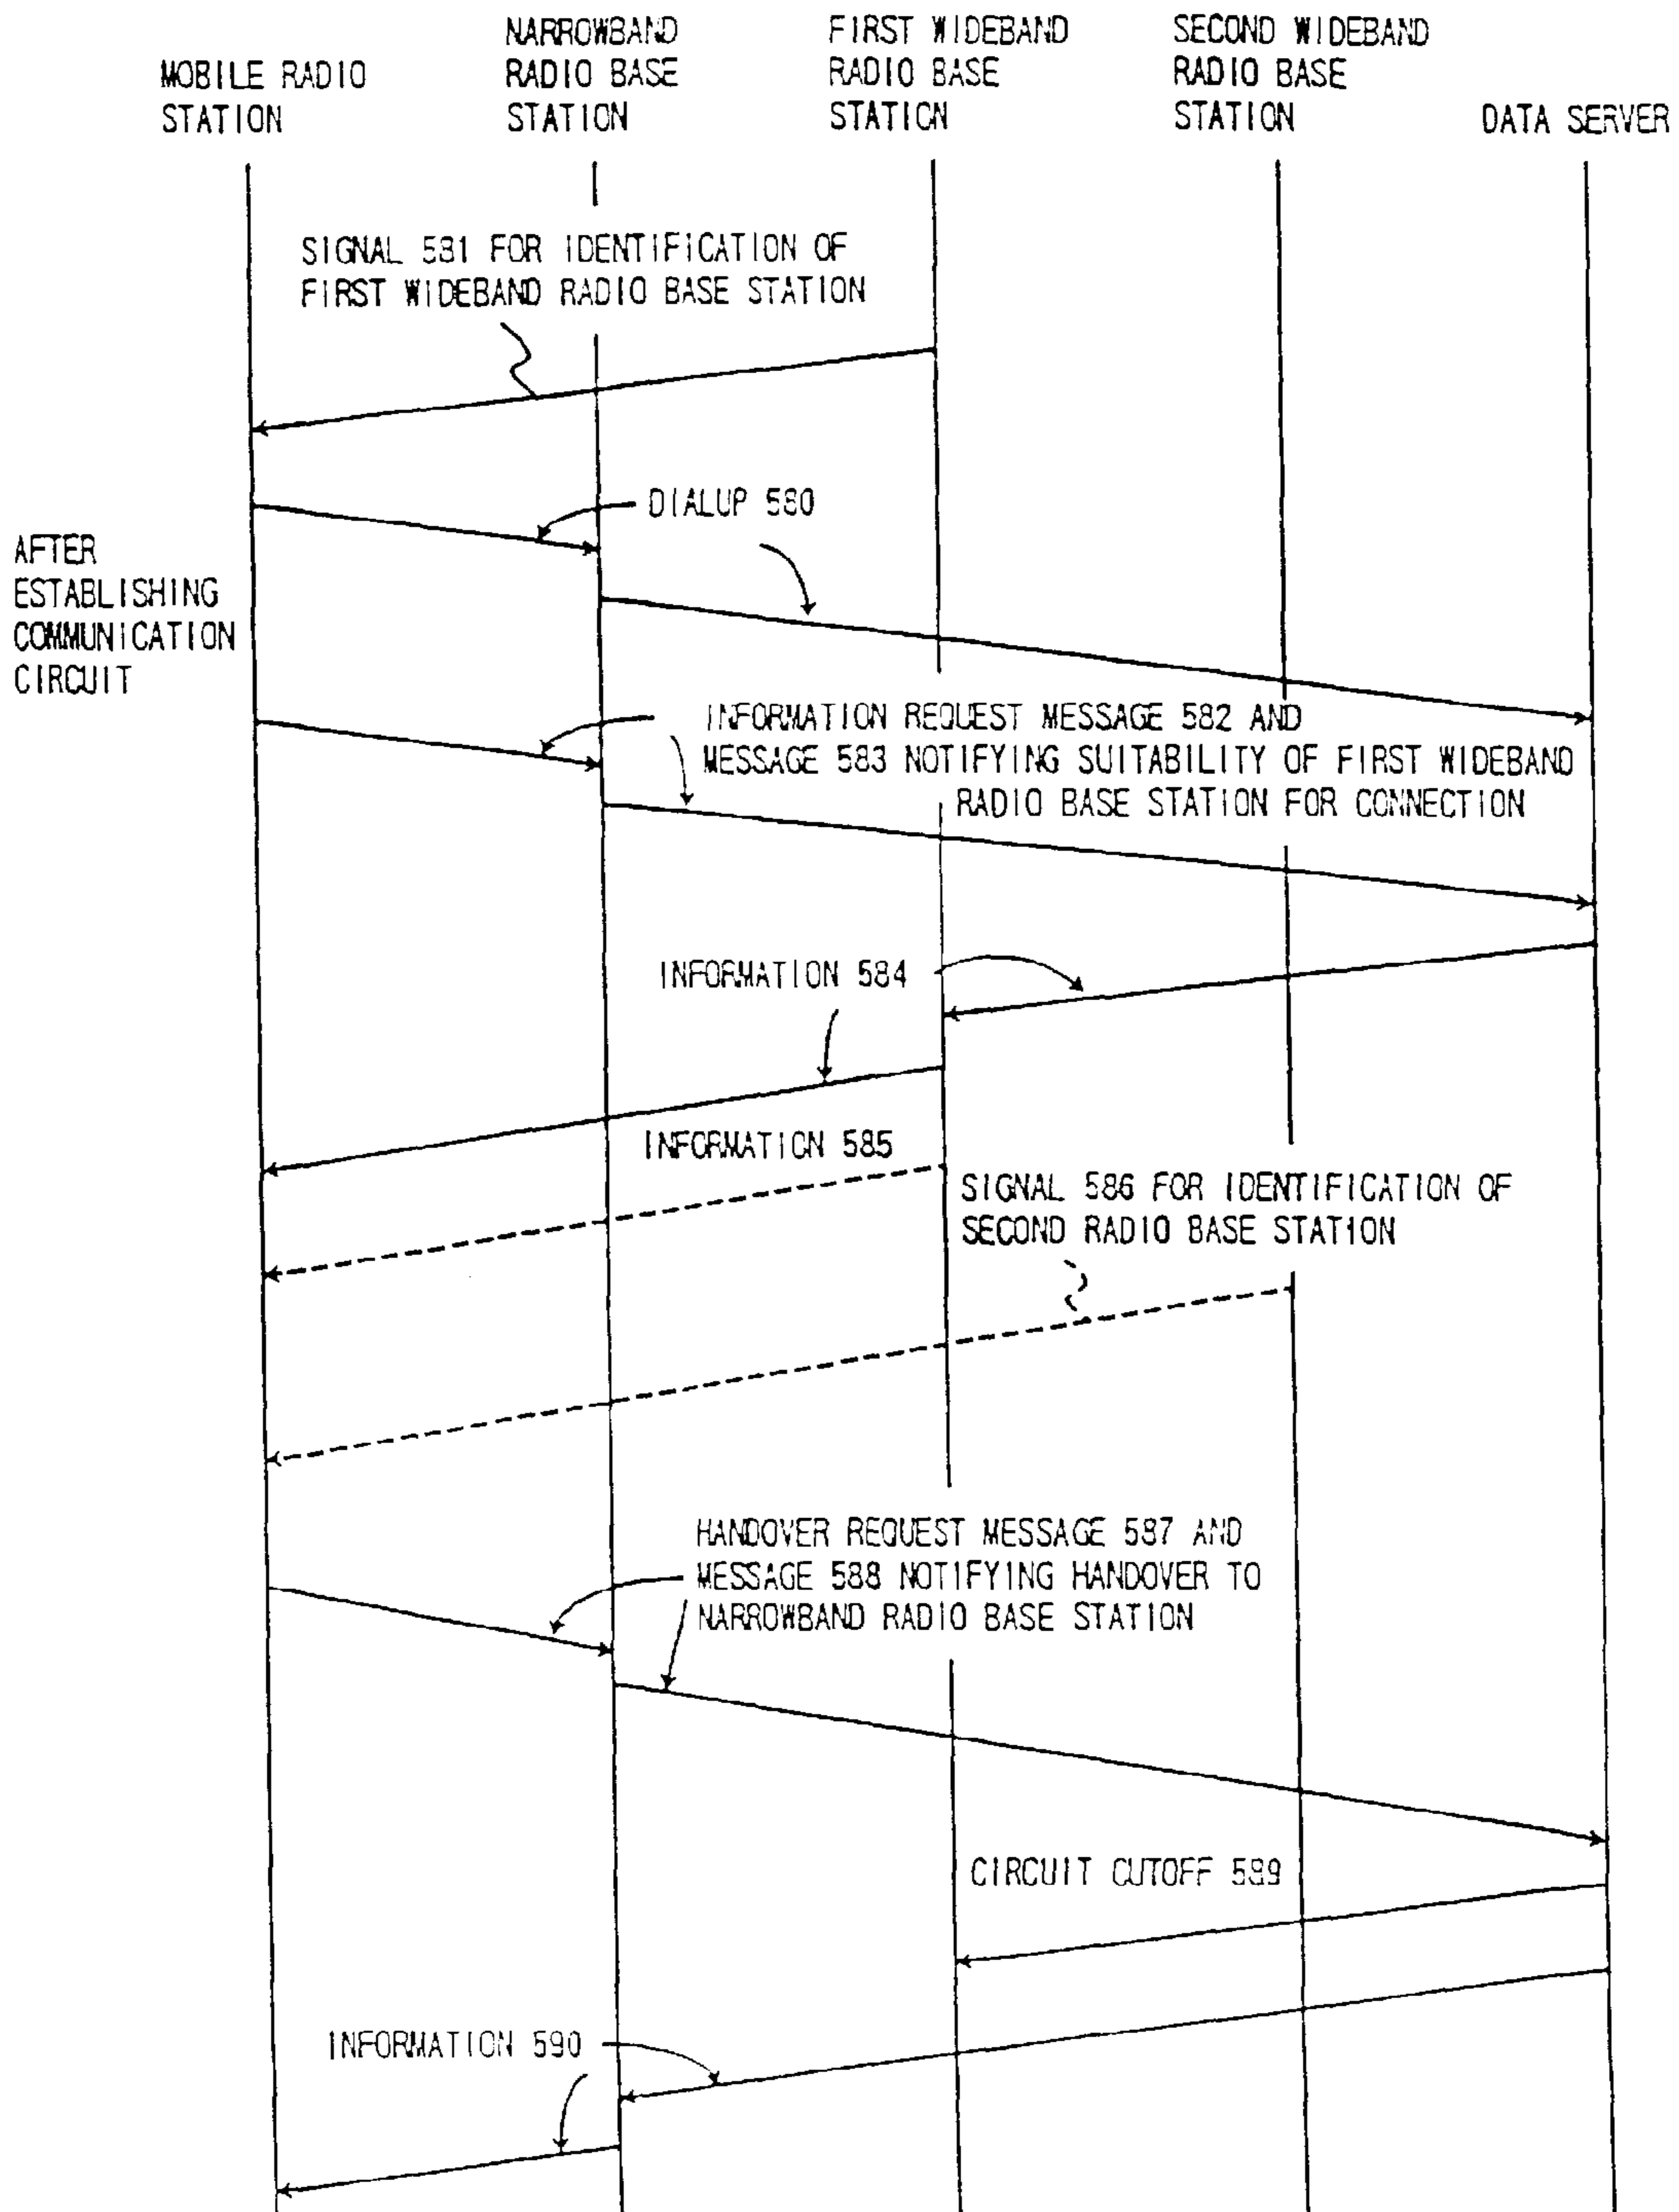 MOBILE RADIO
STATION
NARROWBAND
RADIO BASE
STATION
FIRST WIDEBAND
RADIO BASE
STATION
SECOND WIDEBAND
RADIO BASE
STATION
DATA SERVER
SIGNAL 581 FOR IDENTIFICATION OF
FIRST WIDEBAND RADIO BASE STATION
DIALUP 580
AFTER
ESTABLISHING
COMMUNICATION
CIRCUIT
INFORMATION REQUEST MESSAGE 582 AND
MESSAGE 583 NOTIFYING SUITABILITY OF FIRST WIDEBAND
RADIO BASE STATION FOR CONNECTION
INFORMATION 584
INFORMATION 585
SIGNAL 586 FOR IDENTIFICATION OF
SECOND RADIO BASE STATION
HANDOVER REQUEST MESSAGE 587 AND
MESSAGE 588 NOTIFYING HANDOVER TO
NARROWBAND RADIO BASE STATION
CIRCUIT CUTOFF 589
INFORMATION 590